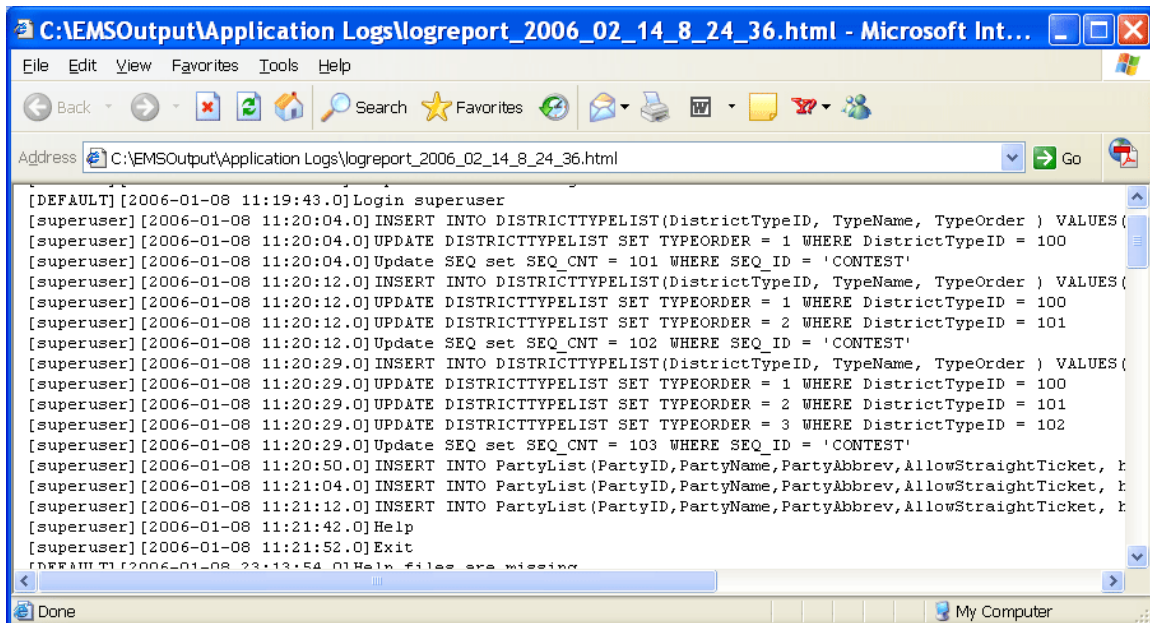 C:\EMSOutput\Application Logs\logreport_2006_02_14_8_24_36.html - Microsoft Int...
File Edit View Favorites Tools Help
Back Search Favorites
Address C:\EMSOutput\Application Logs\logreport_2006_02_14_8_24_36.html Go
[DEFAULT][2006-01-08 11:19:43.0]Login superuser
[superuser][2006-01-08 11:20:04.0]INSERT INTO DISTRICTTYPELIST(DistrictTypeID, TypeName, TypeOrder ) VALUES(
[superuser][2006-01-08 11:20:04.0]UPDATE DISTRICTTYPELIST SET TYPEORDER = 1 WHERE DistrictTypeID = 100
[superuser][2006-01-08 11:20:04.0]Update SEQ set SEQ_CNT = 101 WHERE SEQ_ID = 'CONTEST'
[superuser][2006-01-08 11:20:12.0]INSERT INTO DISTRICTTYPELIST(DistrictTypeID, TypeName, TypeOrder ) VALUES(
[superuser][2006-01-08 11:20:12.0]UPDATE DISTRICTTYPELIST SET TYPEORDER = 1 WHERE DistrictTypeID = 100
[superuser][2006-01-08 11:20:12.0]UPDATE DISTRICTTYPELIST SET TYPEORDER = 2 WHERE DistrictTypeID = 101
[superuser][2006-01-08 11:20:12.0]Update SEQ set SEQ_CNT = 102 WHERE SEQ_ID = 'CONTEST'
[superuser][2006-01-08 11:20:29.0]INSERT INTO DISTRICTTYPELIST(DistrictTypeID, TypeName, TypeOrder ) VALUES(
[superuser][2006-01-08 11:20:29.0]UPDATE DISTRICTTYPELIST SET TYPEORDER = 1 WHERE DistrictTypeID = 100
[superuser][2006-01-08 11:20:29.0]UPDATE DISTRICTTYPELIST SET TYPEORDER = 2 WHERE DistrictTypeID = 101
[superuser][2006-01-08 11:20:29.0]UPDATE DISTRICTTYPELIST SET TYPEORDER = 3 WHERE DistrictTypeID = 102
[superuser][2006-01-08 11:20:29.0]Update SEQ set SEQ_CNT = 103 WHERE SEQ_ID = 'CONTEST'
[superuser][2006-01-08 11:20:50.0]INSERT INTO PartyList(PartyID,PartyName,PartyAbbrev,AllowStraightTicket, h
[superuser][2006-01-08 11:21:04.0]INSERT INTO PartyList(PartyID,PartyName,PartyAbbrev,AllowStraightTicket, h
[superuser][2006-01-08 11:21:12.0]INSERT INTO PartyList(PartyID,PartyName,PartyAbbrev,AllowStraightTicket, h
[superuser][2006-01-08 11:21:42.0]Help
[superuser][2006-01-08 11:21:52.0]Exit
[DEFAULT][2006-01-08 23:13:54.0]Help files are missing
Done My Computer